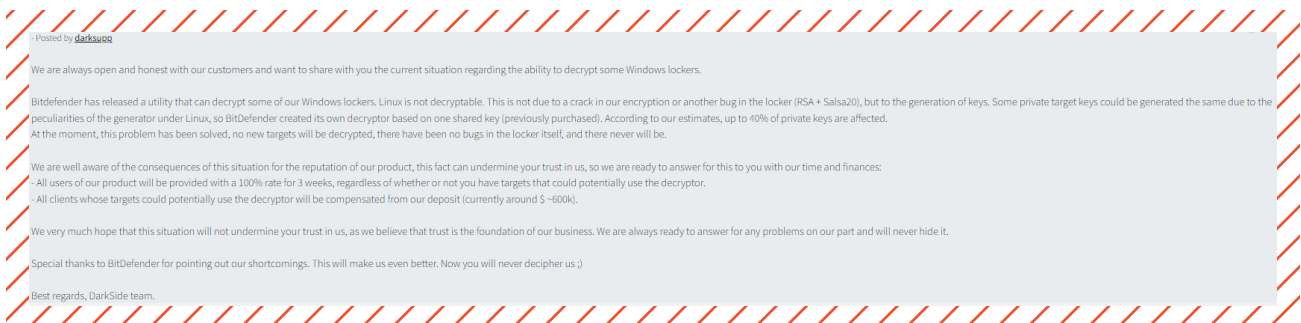 - Posted by darksupp
We are always open and honest with our customers and want to share with you the current situation regarding the ability to decrypt some Windows lockers.
Bitdefender has released a utility that can decrypt some of our Windows lockers. Linux is not decryptable. This is not due to a crack in our encryption or another bug in the locker (RSA + Salsa20), but to the generation of keys. Some private target keys could be generated the same due to the
peculiarities of the generator under Linux, so BitDefender created its own decryptor based on one shared key (previously purchased). According to our estimates, up to 40% of private keys are affected.
At the moment, this problem has been solved, no new targets will be decrypted, there have been no bugs in the locker itself, and there never will be.
We are well aware of the consequences of this situation for the reputation of our product, this fact can undermine your trust in us, so we are ready to answer for this to you with our time and finances:
- All users of our product will be provided with a 100% rate for 3 weeks, regardless of whether or not you have targets that could potentially use the decryptor.
- All clients whose targets could potentially use the decryptor will be compensated from our deposit (currently around $ ~600k).
We very much hope that this situation will not undermine your trust in us, as we believe that trust is the foundation of our business. We are always ready to answer for any problems on our part and will never hide it.
Special thanks to BitDefender for pointing out our shortcomings. This will make us even better. Now you will never decipher us ;)
Best regards, DarkSide team.